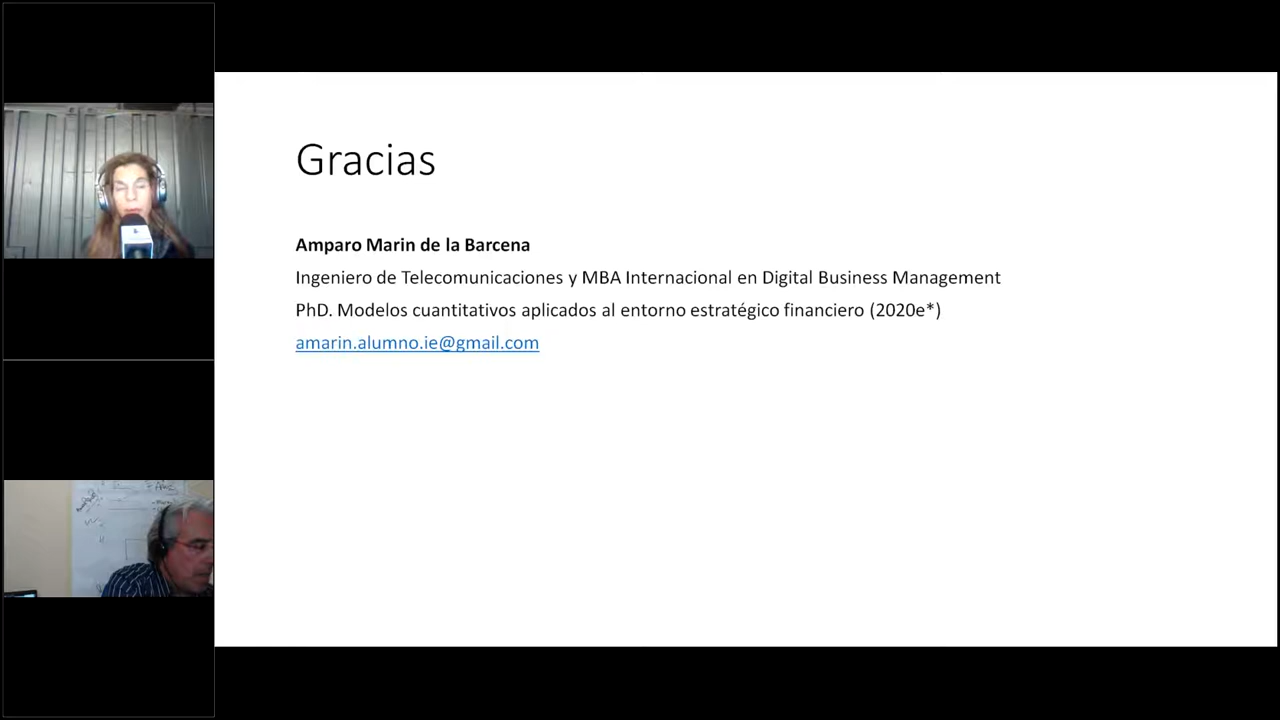 Gracias
Amparo Marin de la Barcena
Ingeniero de Telecomunicaciones y MBA Internacional en Digital Business Management
PhD. Modelos cuantitativos aplicados al entorno estratégico financiero (2020e*)
amarin.alumno.ie@gmail.com